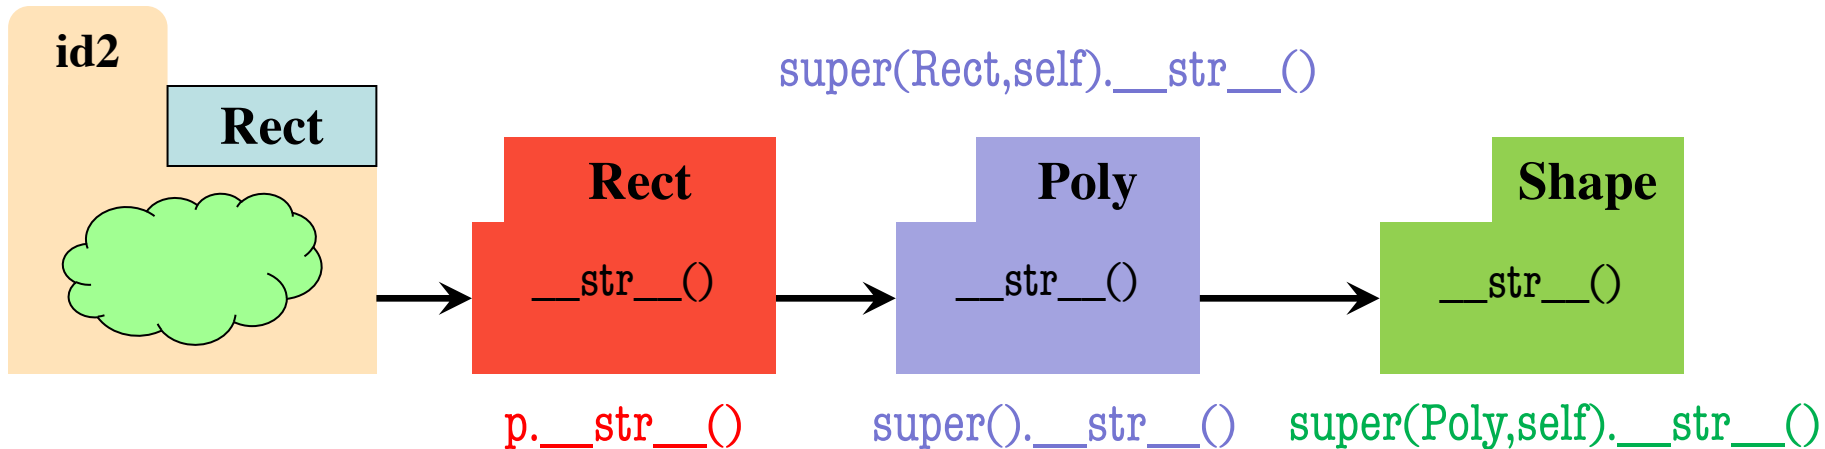 id2
Rect
super(Rect,self).__str__()
Rect
Poly
Shape
__str__()
__str__()
__str__()
p.__str__()
super().__str__()
super(Poly,self).__str__()